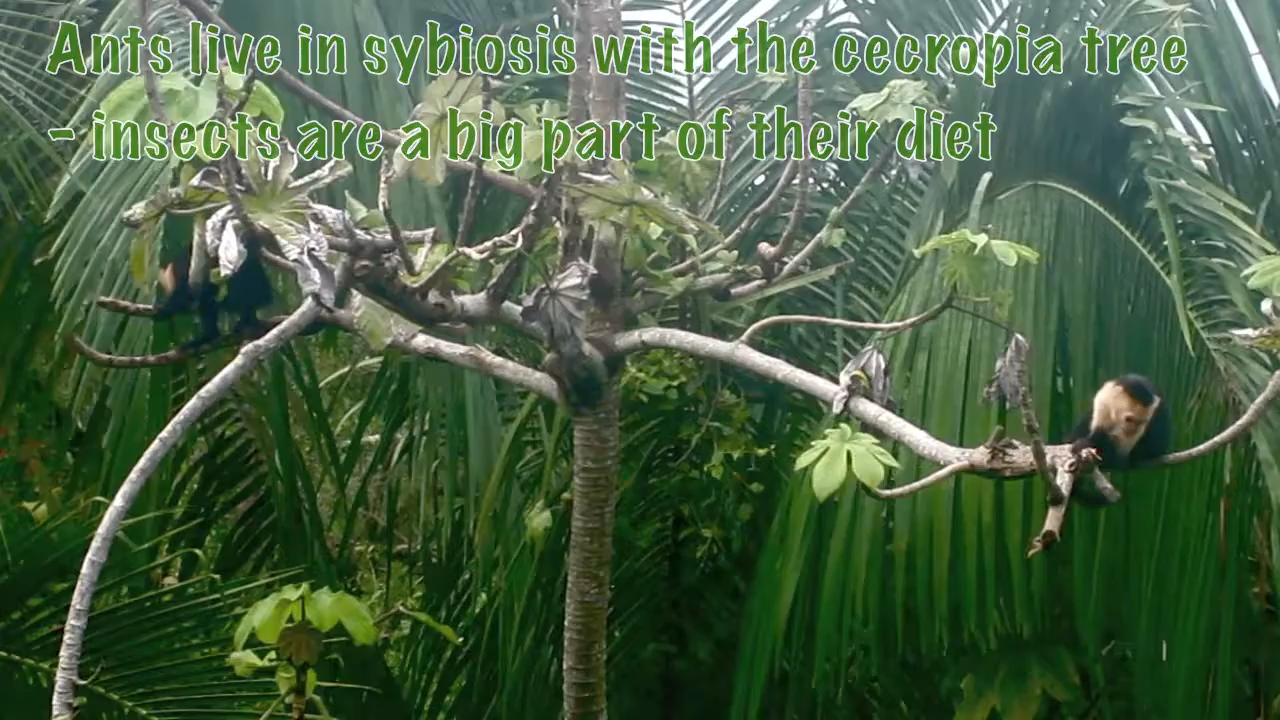 Ants live in sybiosis with the cecropia tree
- insects are a big part of their diet